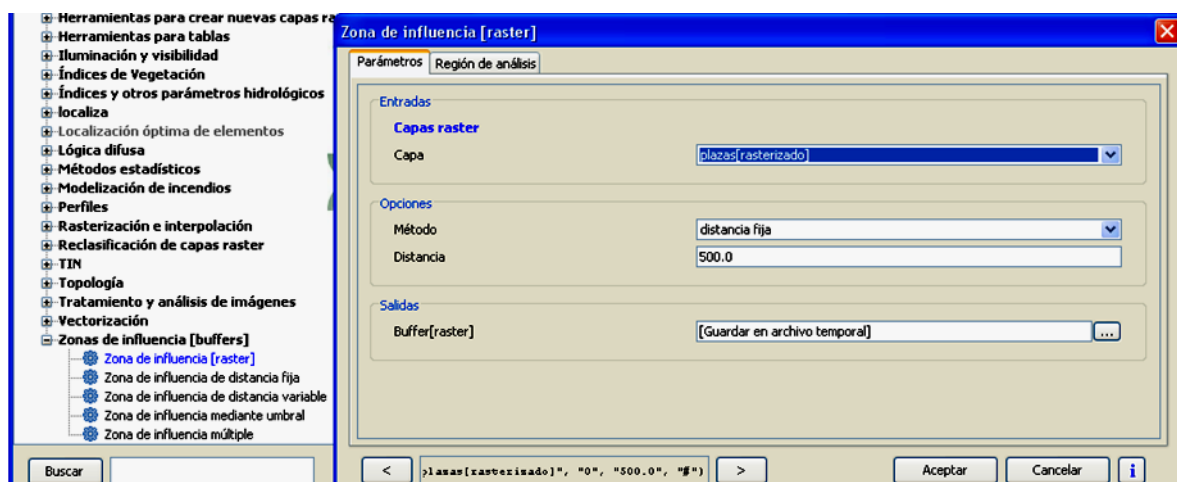 Herramientas para crear nuevas capas ra
Herramientas para tablas
Iluminación y visibilidad
Índices de Vegetación
Índices y otros parámetros hidrológicos
localiza
Localización óptima de elementos
Lógica difusa
Métodos estadísticos
Modelización de incendios
Perfiles
Rasterización e interpolación
Reclasificación de capas raster
TIN
Topología
Tratamiento y análisis de imágenes
Vectorización
Zonas de influencia [buffers]
Zona de influencia [raster]
Zona de influencia de distancia fija
Zona de influencia de distancia variable
Zona de influencia mediante umbral
Zona de influencia múltiple
Buscar
Zona de influencia [raster]
Parámetros Región de análisis
Entradas
Capas raster
Capa plazas[rasterizado]
Opciones
Método distancia fija
Distancia 500.0
Salidas
Buffer[raster] [Guardar en archivo temporal] ...
< plazas[rasterizado]", "0", "500.0", "#") > Aceptar Cancelar i